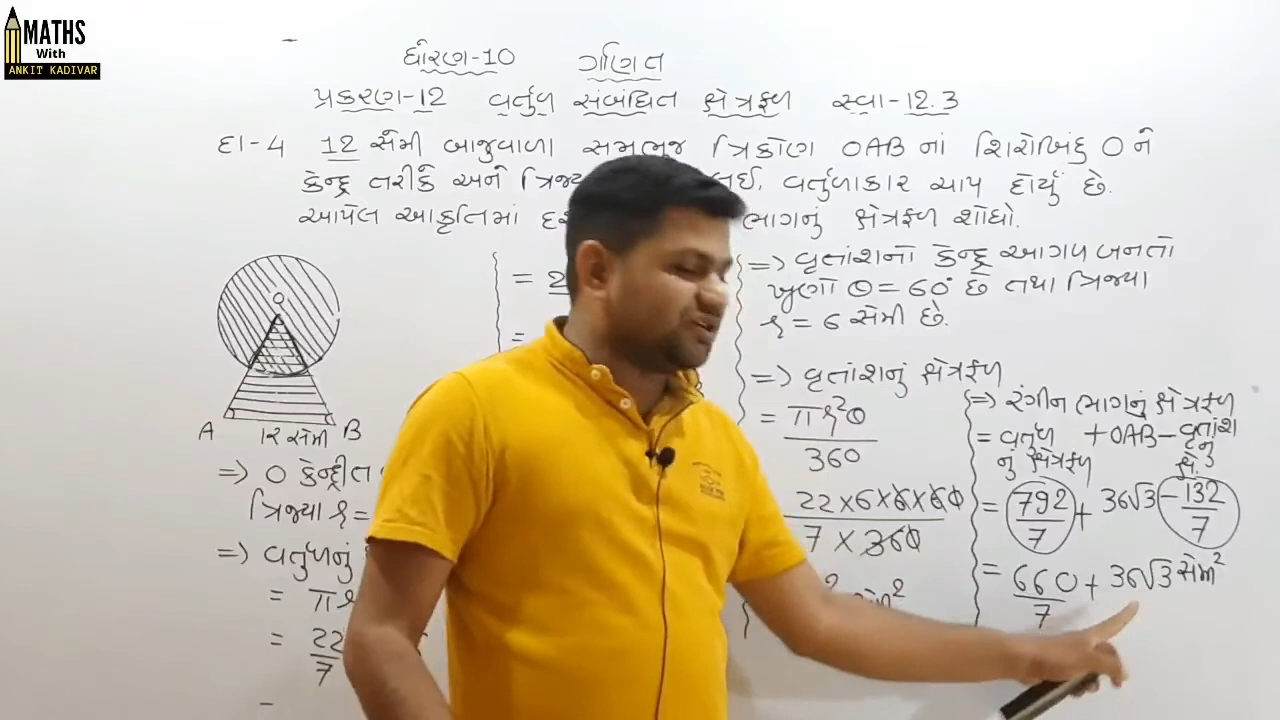 MATHS
With
ANKIT KADIVAR
ધોરણ-10 ગણિત
પ્રકરણ-12 વર્તુળ સંબંધિત ક્ષેત્રફળ સ્વા-12.3
દા-4 12 સેમી બાજુવાળા સમભુજ ત્રિકોણ OAB નાં શિરોબિંદુ O ને
કેન્દ્ર તરીકે અને લઈ, વર્તુળાકાર ચાપ દોર્યું છે.
આપેલ આકૃતિમાં ભાગનું ક્ષેત્રફળ શોધો.
O
A 12 સેમી B
=> O કેન્દ્રીત
ત્રિજ્યા r =
=> વર્તુળનું
= π
= 22
7
=
=
=> વૃતાંશનો કેન્દ્ર આગળ બનતો
ખુણો Θ = 60° છે તથા ત્રિજ્યા
r = 6 સેમી છે.
=> વૃતાંશનું ક્ષેત્રફળ
= πr²Θ
360
22 x 6 x 6 x 60
7 x 360
=> રંગીન ભાગનું ક્ષેત્રફળ
= વર્તુળ + OAB - વૃતાંશ
નું ક્ષેત્રફળ નું
ક્ષે.
= 792/7 + 36√3 - 132/7
= 660/7 + 36√3 સેમી²